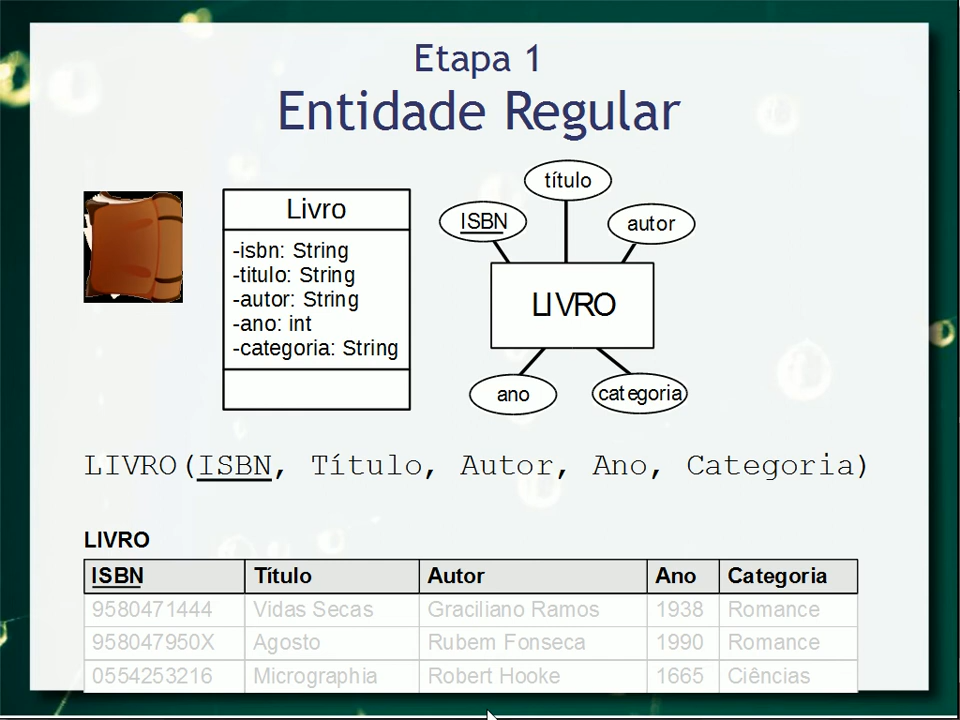 Etapa 1
Entidade Regular
Livro
-isbn: String
-titulo: String
-autor: String
-ano: int
-categoria: String
título
ISBN
autor
LIVRO
ano
categoria
LIVRO(ISBN, Título, Autor, Ano, Categoria)
LIVRO
ISBN Título Autor Ano Categoria
9580471444 Vidas Secas Graciliano Ramos 1938 Romance
958047950X Agosto Rubem Fonseca 1990 Romance
0554253216 Micrographia Robert Hooke 1665 Ciências